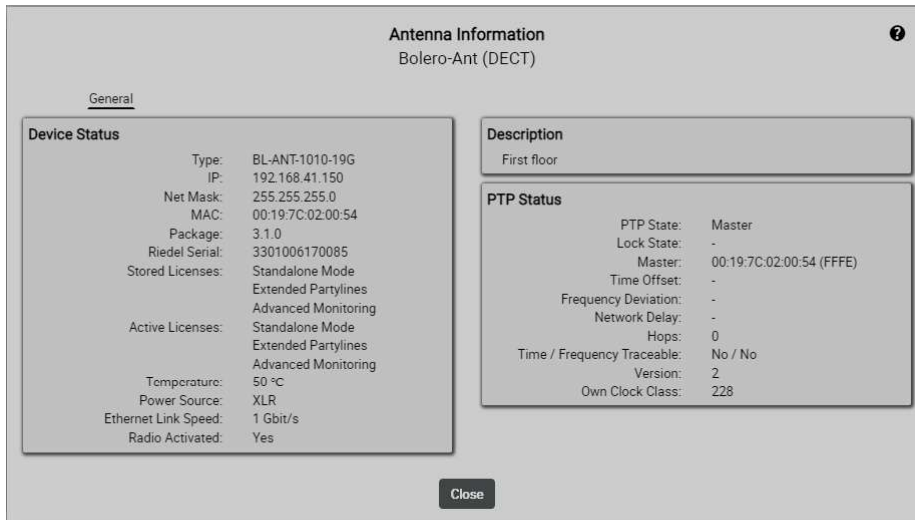 Antenna Information
Bolero-Ant (DECT)
General
Device Status
Type: BL-ANT-1010-19G
IP: 192.168.41.150
Net Mask: 255.255.255.0
MAC: 00:19:7C:02:00:54
Package: 3.1.0
Riedel Serial: 3301006170085
Stored Licenses: Standalone Mode
Extended Partylines
Advanced Monitoring
Active Licenses: Standalone Mode
Extended Partylines
Advanced Monitoring
Temperature: 50 °C
Power Source: XLR
Ethernet Link Speed: 1 Gbit/s
Radio Activated: Yes
Description
First floor
PTP Status
PTP State: Master
Lock State: -
Master: 00:19:7C:02:00:54 (FFFE)
Time Offset: -
Frequency Deviation: -
Network Delay: -
Hops: 0
Time / Frequency Traceable: No / No
Version: 2
Own Clock Class: 228
Close